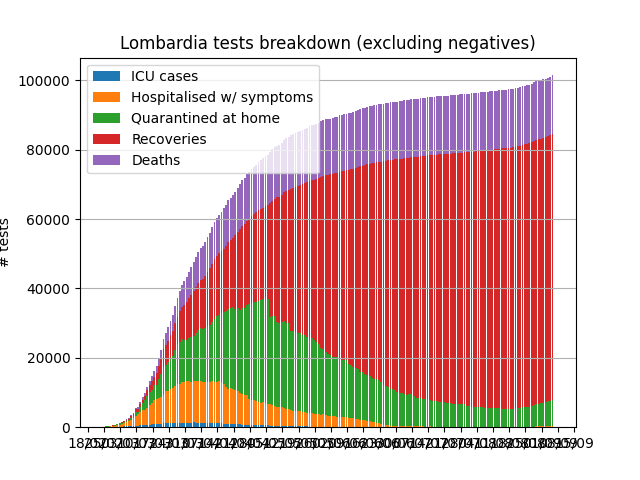 Lombardia tests breakdown (excluding negatives)
ICU cases
Hospitalised w/ symptoms
Quarantined at home
Recoveries
Deaths
100000
80000
60000
40000
20000
0
# tests